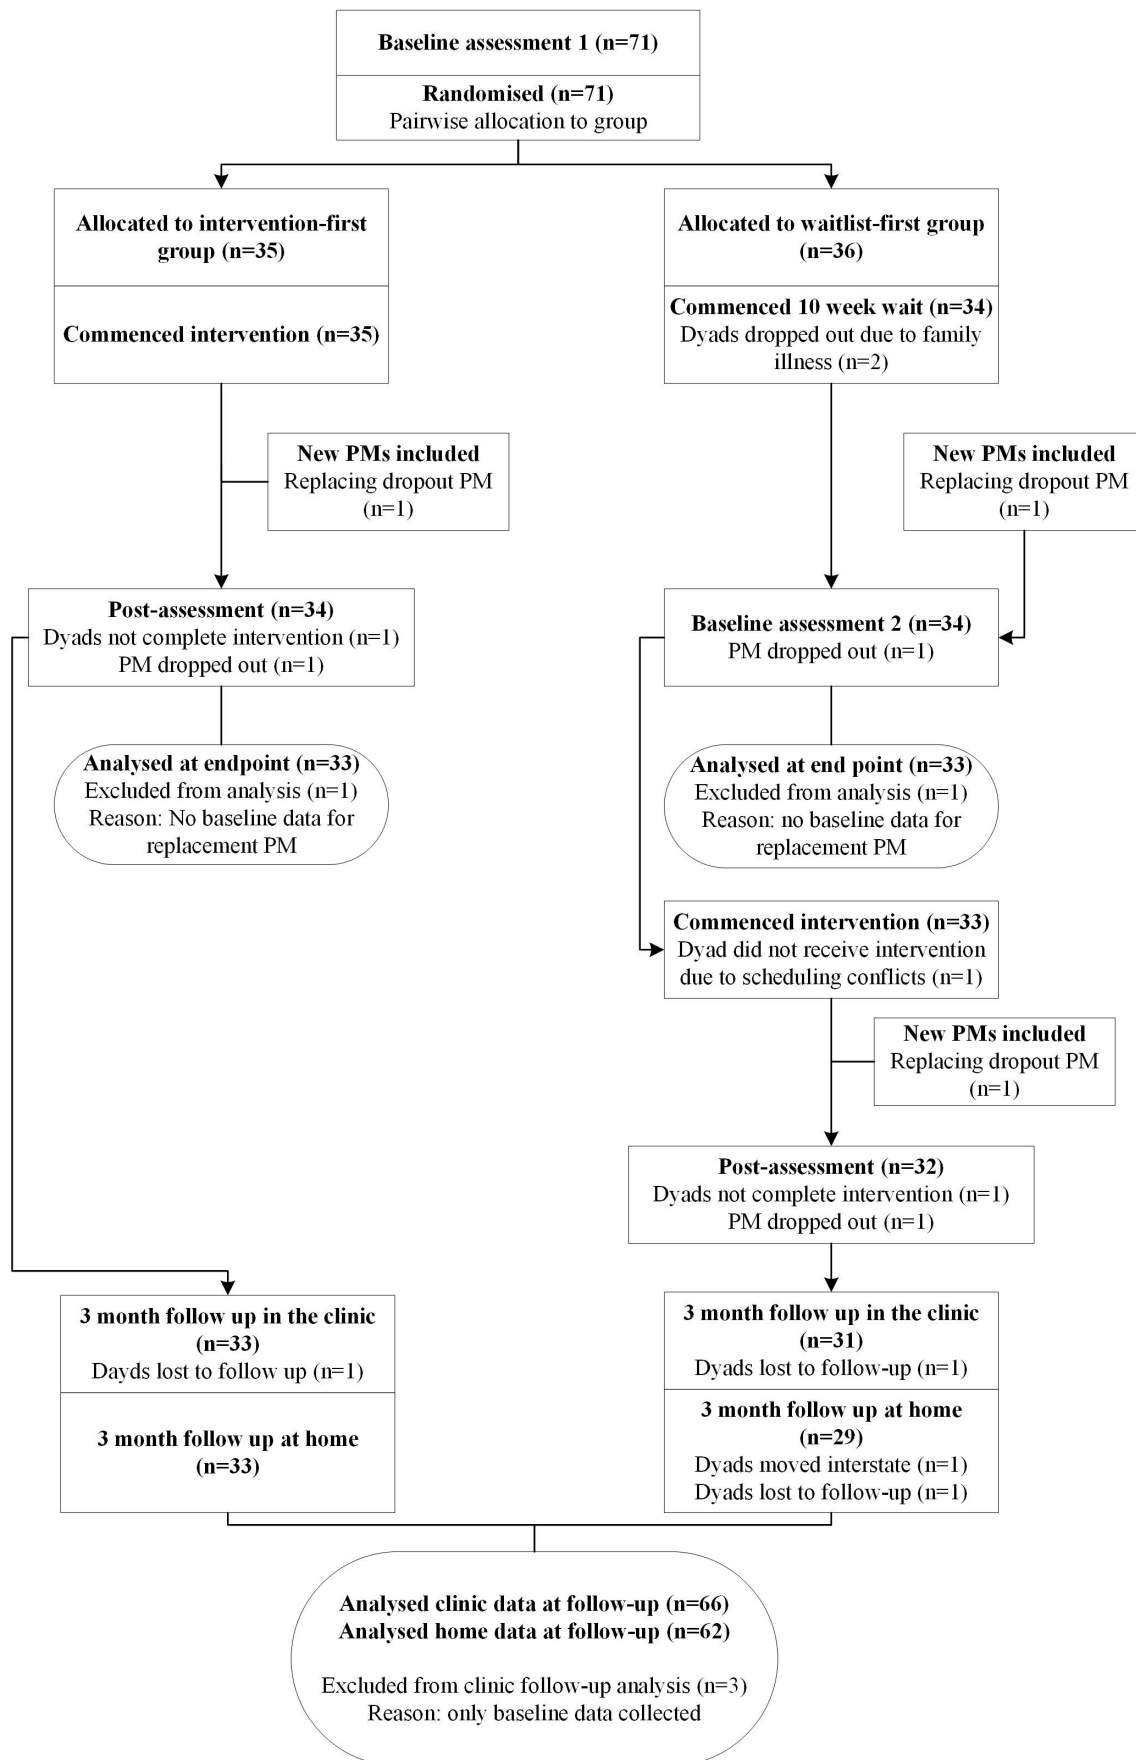 Baseline assessment 1 (n=71)
Randomised (n=71)
Pairwise allocation to group
Allocated to intervention-first
group (n=35)
Commenced intervention (n=35)
Allocated to waitlist-first group
(n=36)
Commenced 10 week wait (n=34)
Dyads dropped out due to family
illness (n=2)
New PMs included
Replacing dropout PM
(n=1)
New PMs included
Replacing dropout PM
(n=1)
Post-assessment (n=34)
Dyads not complete intervention (n=1)
PM dropped out (n=1)
Baseline assessment 2 (n=34)
PM dropped out (n=1)
Analysed at endpoint (n=33)
Excluded from analysis (n=1)
Reason: No baseline data for
replacement PM
Analysed at end point (n=33)
Excluded from analysis (n=1)
Reason: no baseline data for
replacement PM
Commenced intervention (n=33)
Dyad did not receive intervention
due to scheduling conflicts (n=1)
New PMs included
Replacing dropout PM
(n=1)
Post-assessment (n=32)
Dyads not complete intervention (n=1)
PM dropped out (n=1)
3 month follow up in the clinic
(n=33)
Dayds lost to follow up (n=1)
3 month follow up at home
(n=33)
3 month follow up in the clinic
(n=31)
Dyads lost to follow-up (n=1)
3 month follow up at home
(n=29)
Dyads moved interstate (n=1)
Dyads lost to follow-up (n=1)
Analysed clinic data at follow-up (n=66)
Analysed home data at follow-up (n=62)
Excluded from clinic follow-up analysis (n=3)
Reason: only baseline data collected